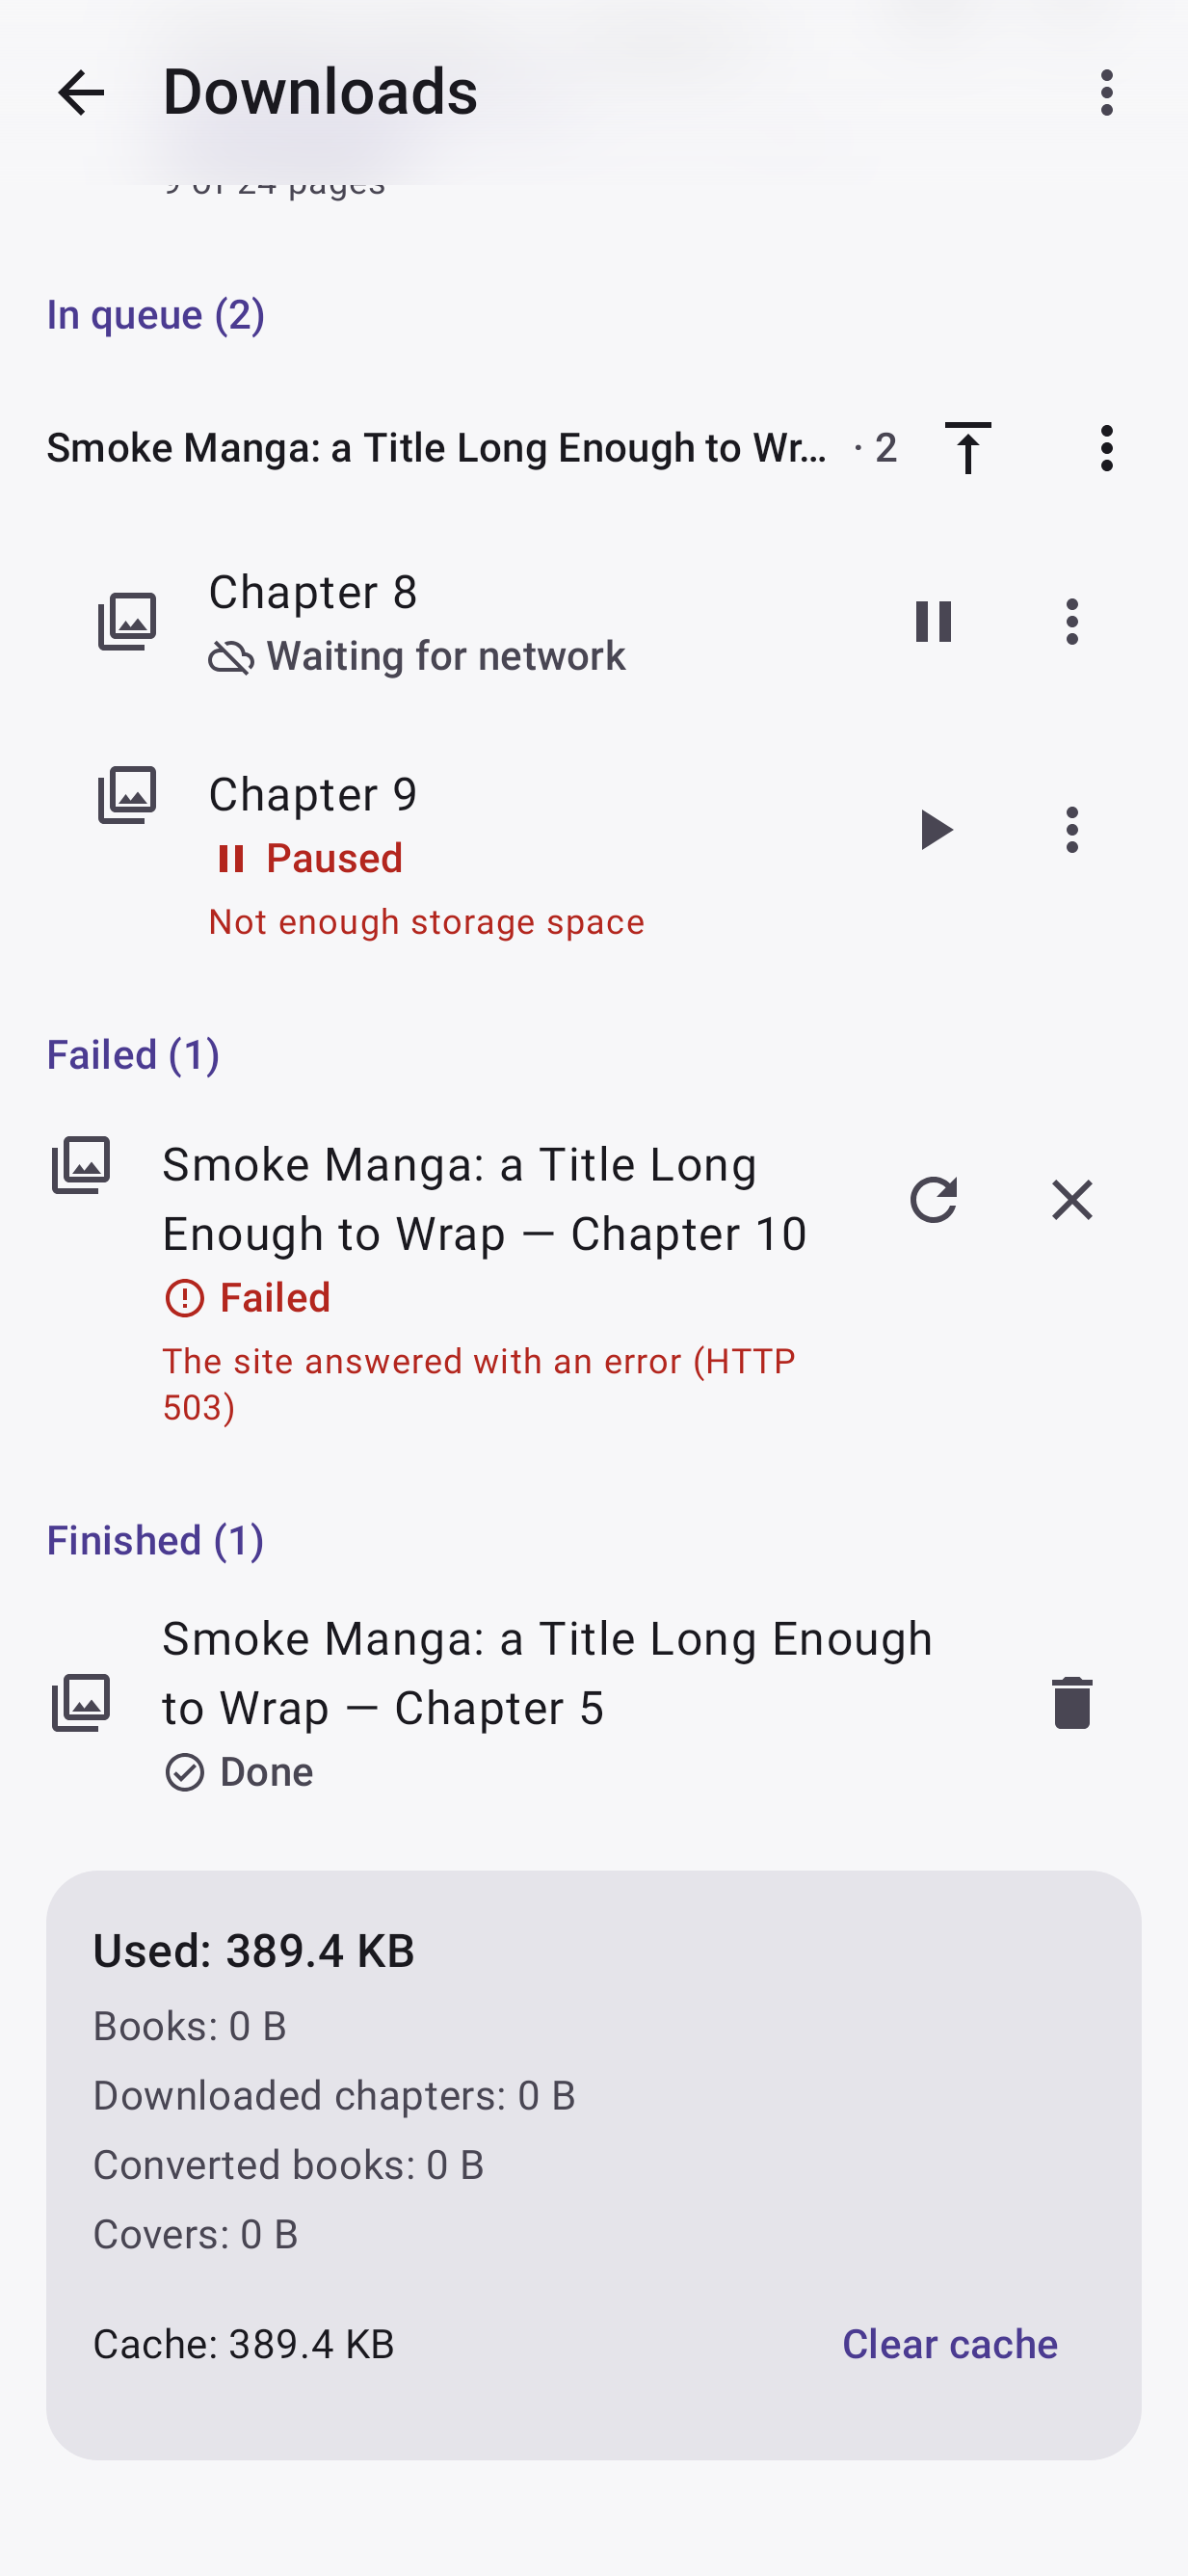 Downloads
9 of 24 pages
In queue (2)
Smoke Manga: a Title Long Enough to Wr... · 2
Chapter 8
Waiting for network
Chapter 9
Paused
Not enough storage space
Failed (1)
Smoke Manga: a Title Long
Enough to Wrap — Chapter 10
Failed
The site answered with an error (HTTP
503)
Finished (1)
Smoke Manga: a Title Long Enough
to Wrap — Chapter 5
Done
Used: 389.4 KB
Books: 0 B
Downloaded chapters: 0 B
Converted books: 0 B
Covers: 0 B
Cache: 389.4 KB Clear cache